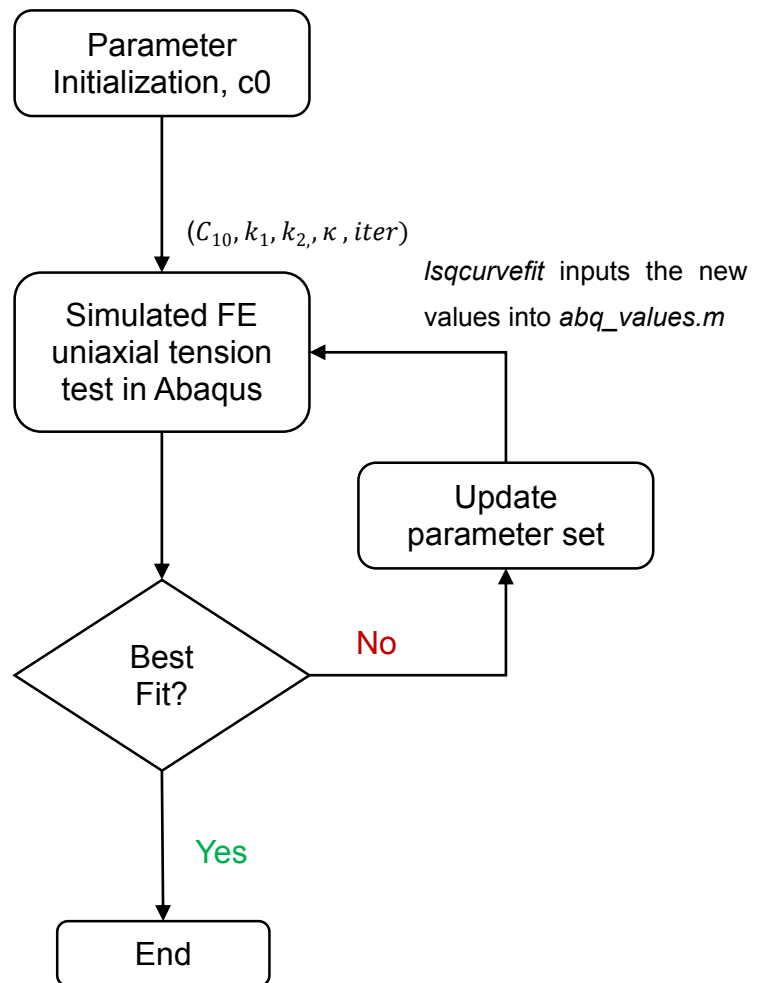 Parameter
Initialization, c0
(C₁₀, k₁, k₂,, κ , iter)
lsqcurvefit inputs the new
values into abq_values.m
Simulated FE
uniaxial tension
test in Abaqus
Update
parameter set
No
Best
Fit?
Yes
End